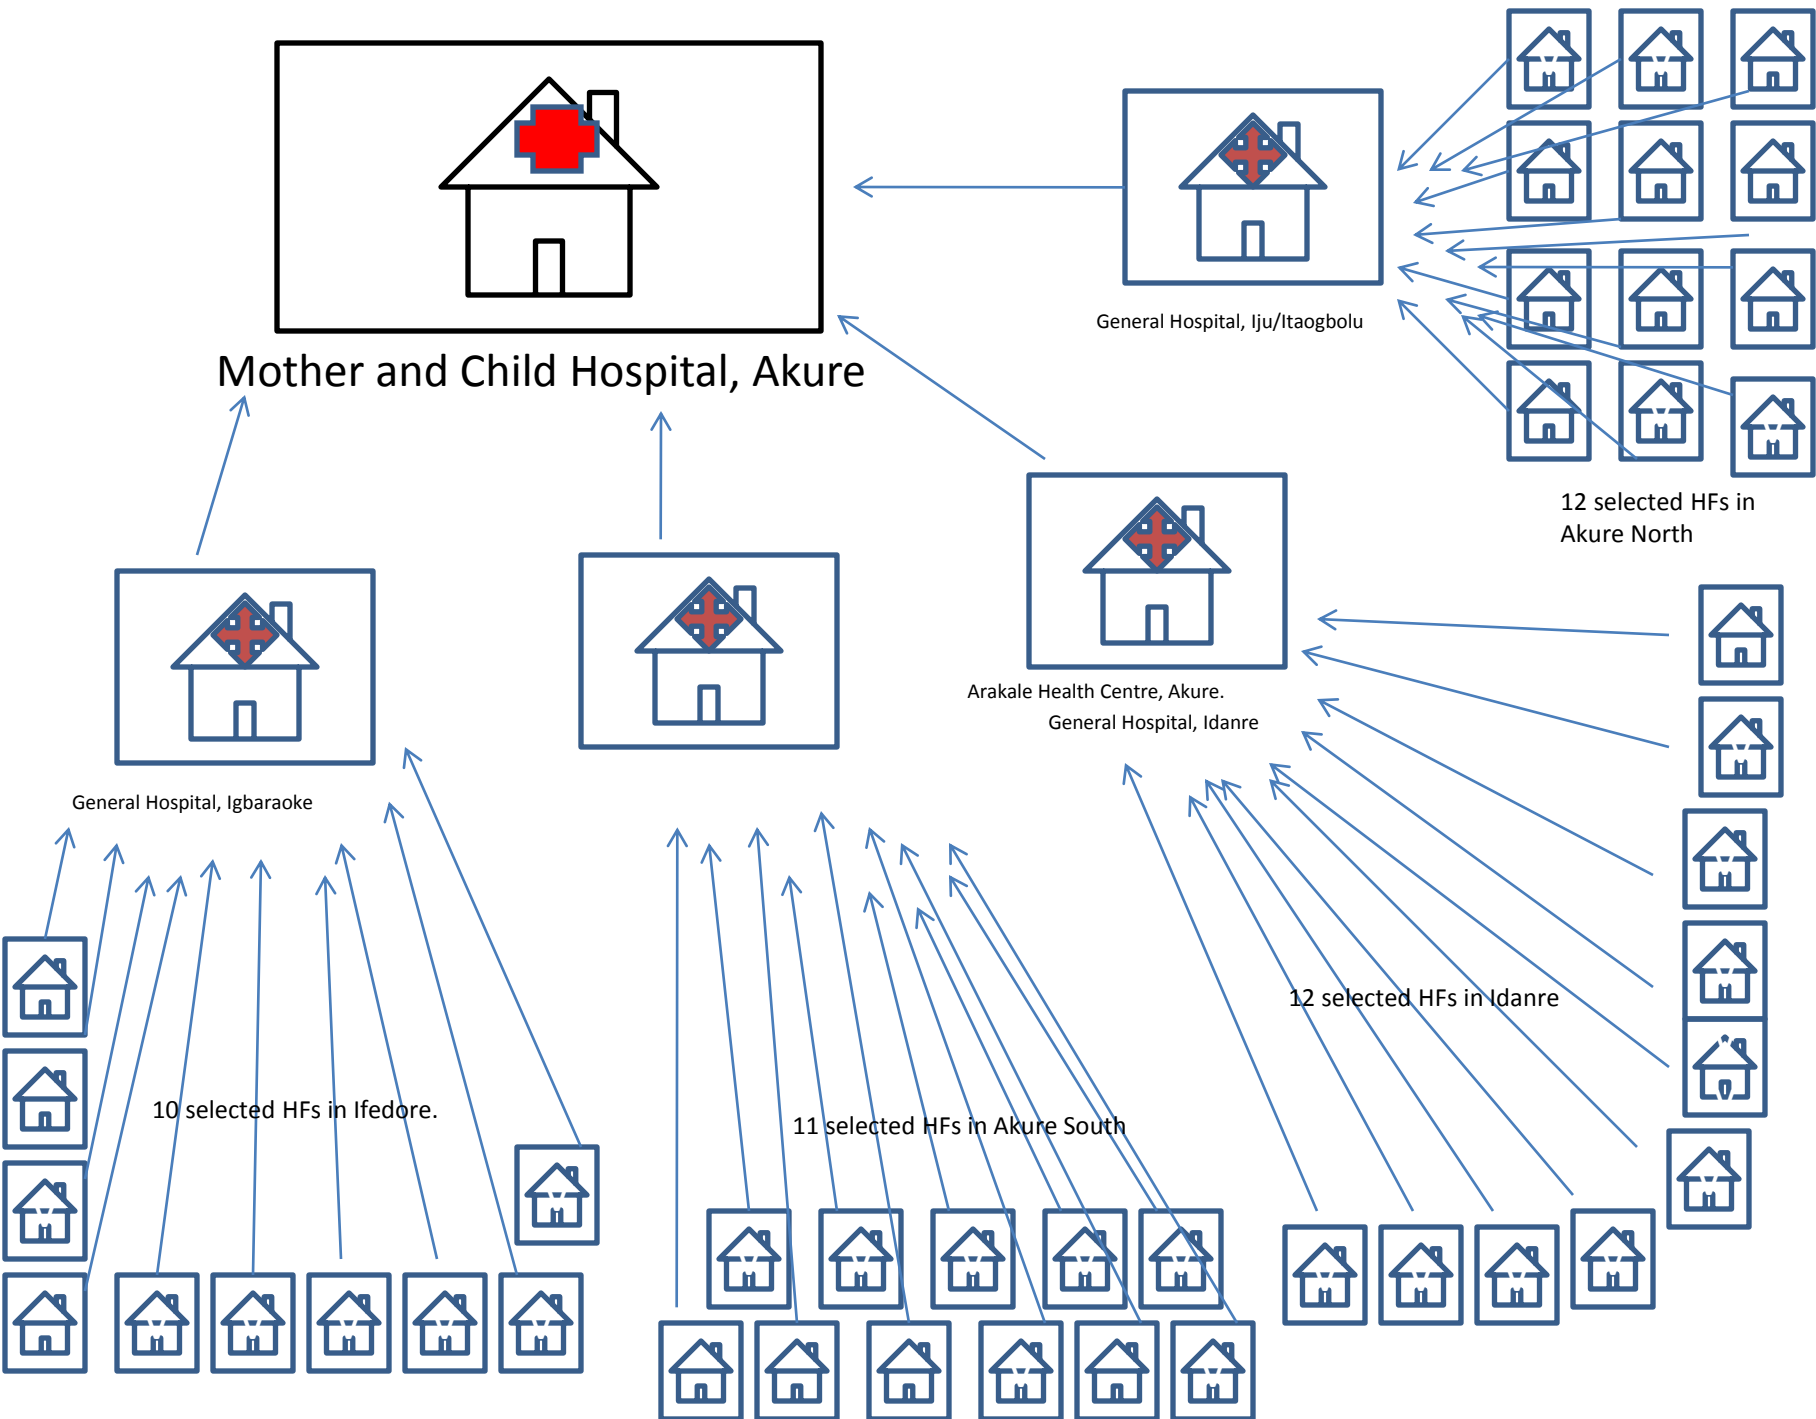 Mother and Child Hospital, Akure
General Hospital, Iju/Itaogbolu
12 selected HFs in
Akure North
Arakale Health Centre, Akure.
General Hospital, Idanre
General Hospital, Igbaraoke
12 selected HFs in Idanre
10 selected HFs in Ifedore.
11 selected HFs in Akure South